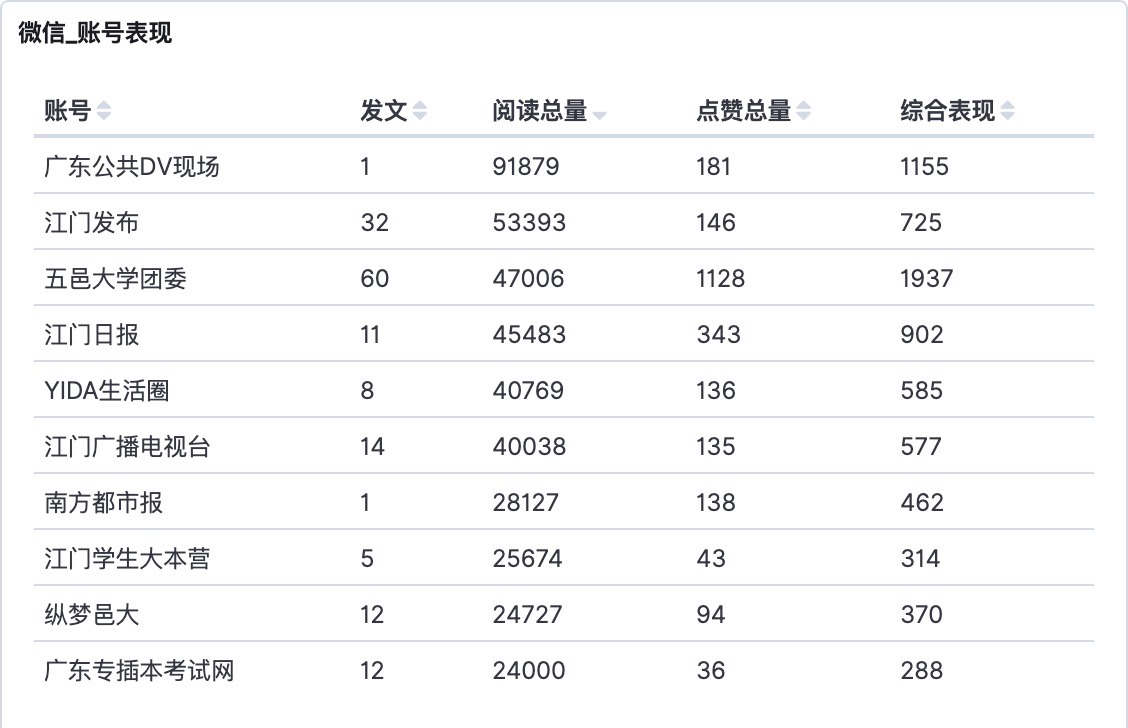 微信_账号表现
账号 发文 阅读总量 点赞总量 综合表现
广东公共DV现场 1 91879 181 1155
江门发布 32 53393 146 725
五邑大学团委 60 47006 1128 1937
江门日报 11 45483 343 902
YIDA生活圈 8 40769 136 585
江门广播电视台 14 40038 135 577
南方都市报 1 28127 138 462
江门学生大本营 5 25674 43 314
纵梦邑大 12 24727 94 370
广东专插本考试网 12 24000 36 288